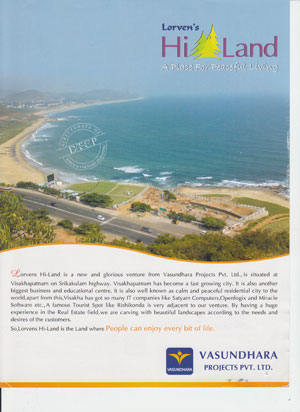 Lorven's
Hi Land
A Place For Peaceful Living
DTCP
Lorvens Hi-Land is a new and glorious venture from Vasundhara Projects Pvt. Ltd., is situated at
Visakhapatnam on Srikakulam highway. Visakhapatnam has become a fast growing city. It is also another
biggest business and educational centre. It is also well known as calm and peaceful residential city to the
world,apart from this,Visakha has got so many IT companies like Satyam Computers,Openlogix and Miracle
Software etc.,A famous Tourist Spot like Rishikonda is very adjacent to our venture. By having a huge
experience in the Real Estate field,we are carving with beautiful landscapes according to the needs and
desires of the customers.
So,Lorvens Hi-Land is the Land where People can enjoy every bit of life.
VASUNDHARA
VASUNDHARA
PROJECTS PVT. LTD.